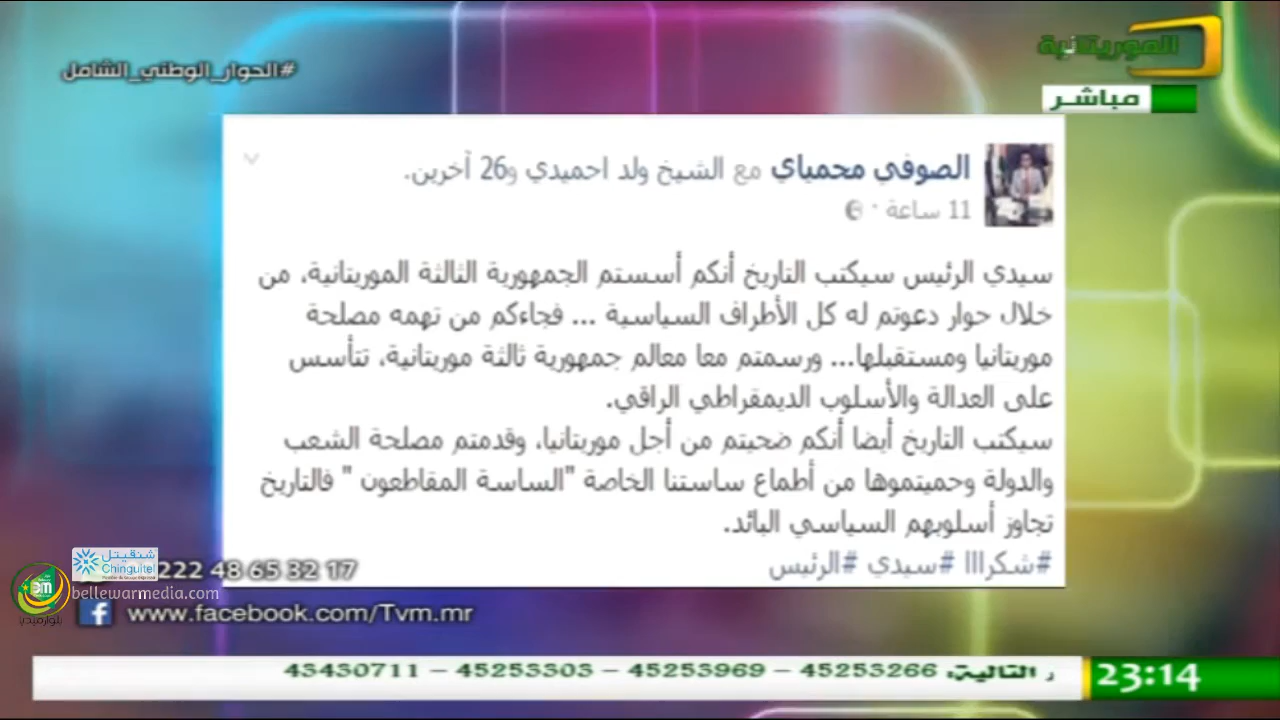 الموريتانية
#الحوار_الوطني_الشامل
مباشر
الصوفي محمياي مع الشيخ ولد احميدي و26 آخرين.
11 ساعة ·
سيدي الرئيس سيكتب التاريخ أنكم أسستم الجمهورية الثالثة الموريتانية، من
خلال حوار دعوتم له كل الأطراف السياسية ... فجاءكم من تهمه مصلحة
موريتانيا ومستقبلها... ورسمتم معا معالم جمهورية ثالثة موريتانية، تتأسس
على العدالة والأسلوب الديمقراطي الراقي.
سيكتب التاريخ أيضا أنكم ضحيتم من أجل موريتانيا، وقدمتم مصلحة الشعب
والدولة وحميتموها من أطماع ساستنا الخاصة "الساسة المقاطعون " فالتاريخ
تجاوز أسلوبهم السياسي البائد.
#شكرااا #سيدي #الرئيس
شنقيتل
Chinguitel
222 48 65 32 17
bellewarmedia.com
بلوارميديا
www.facebook.com/Tvm.mr
ر التالية: 45253266 – 45253969 – 45253303 – 43430711
23:14